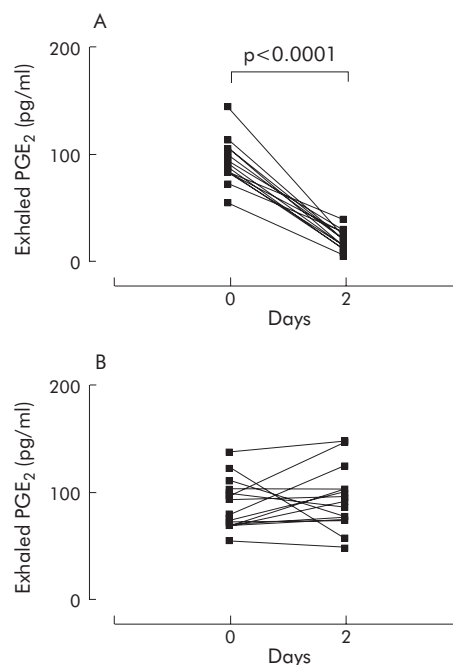 A
200
p<0.0001
Exhaled PGE₂ (pg/ml)
100
0
0 2
Days
B
200
Exhaled PGE₂ (pg/ml)
100
0
0 2
Days